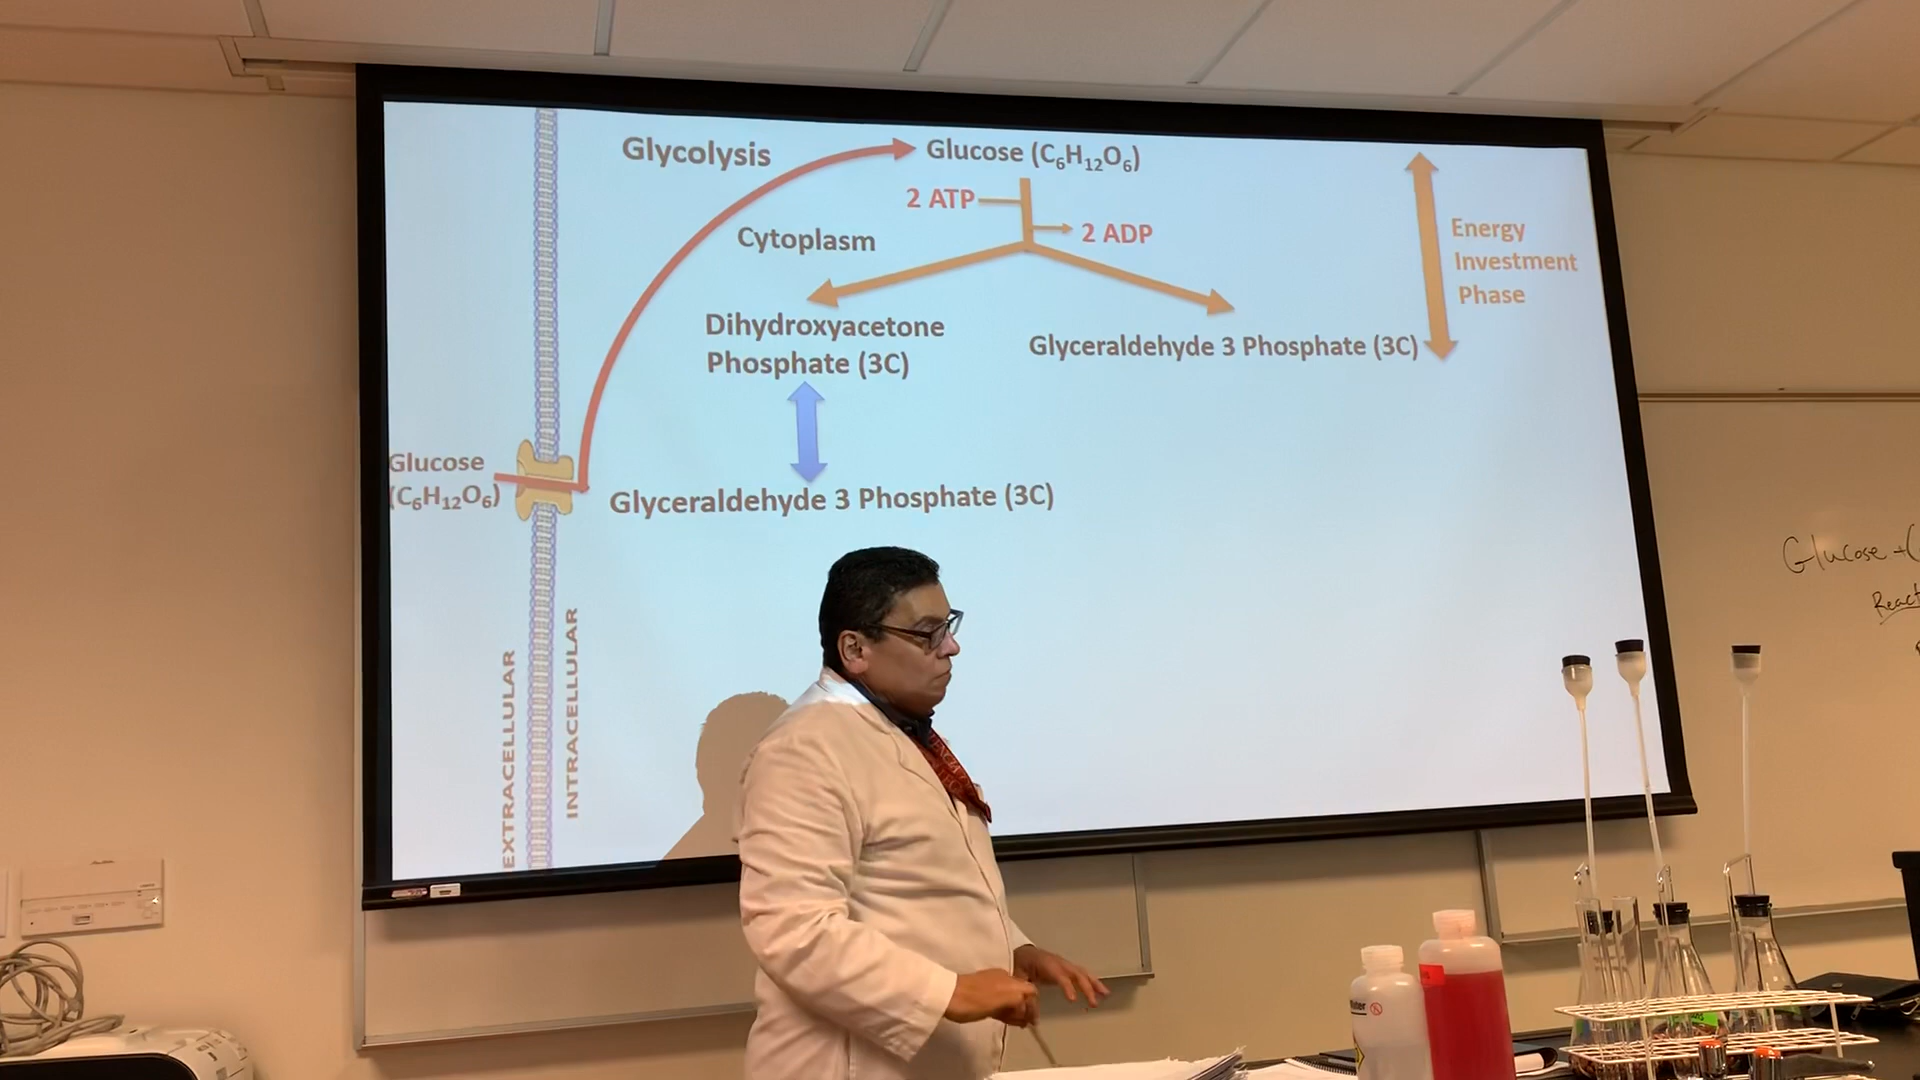 Glycolysis
Glucose (C₆H₁₂O₆)
2 ATP
2 ADP
Cytoplasm
Energy
Investment
Phase
Dihydroxyacetone
Phosphate (3C)
Glyceraldehyde 3 Phosphate (3C)
Glucose
(C₆H₁₂O₆)
Glyceraldehyde 3 Phosphate (3C)
EXTRACELLULAR
INTRACELLULAR
Glucose +